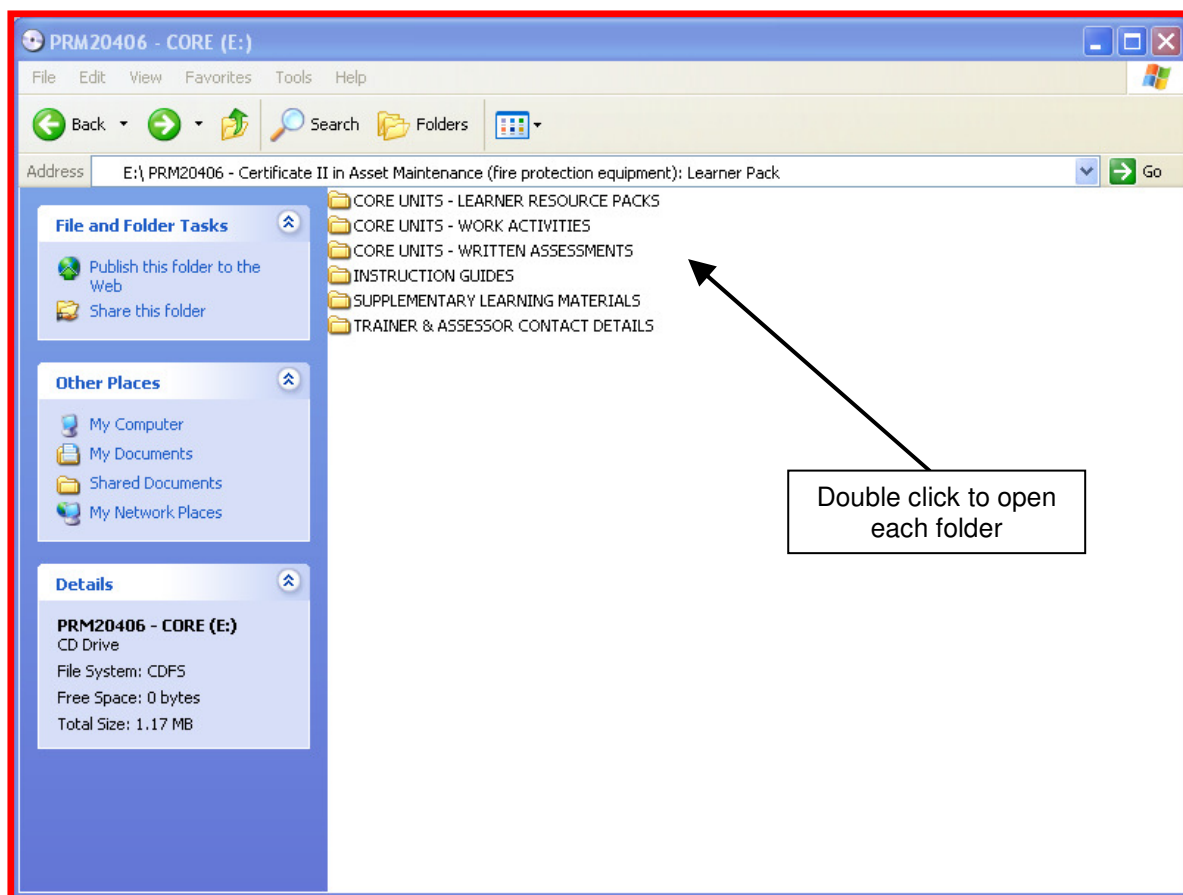 PRM20406 - CORE (E:)
File Edit View Favorites Tools Help
Back Search Folders
Address E:\ PRM20406 - Certificate II in Asset Maintenance (fire protection equipment): Learner Pack Go
File and Folder Tasks
Publish this folder to the
Web
Share this folder
Other Places
My Computer
My Documents
Shared Documents
My Network Places
Details
PRM20406 - CORE (E:)
CD Drive
File System: CDFS
Free Space: 0 bytes
Total Size: 1.17 MB
CORE UNITS - LEARNER RESOURCE PACKS
CORE UNITS - WORK ACTIVITIES
CORE UNITS - WRITTEN ASSESSMENTS
INSTRUCTION GUIDES
SUPPLEMENTARY LEARNING MATERIALS
TRAINER & ASSESSOR CONTACT DETAILS
Double click to open
each folder